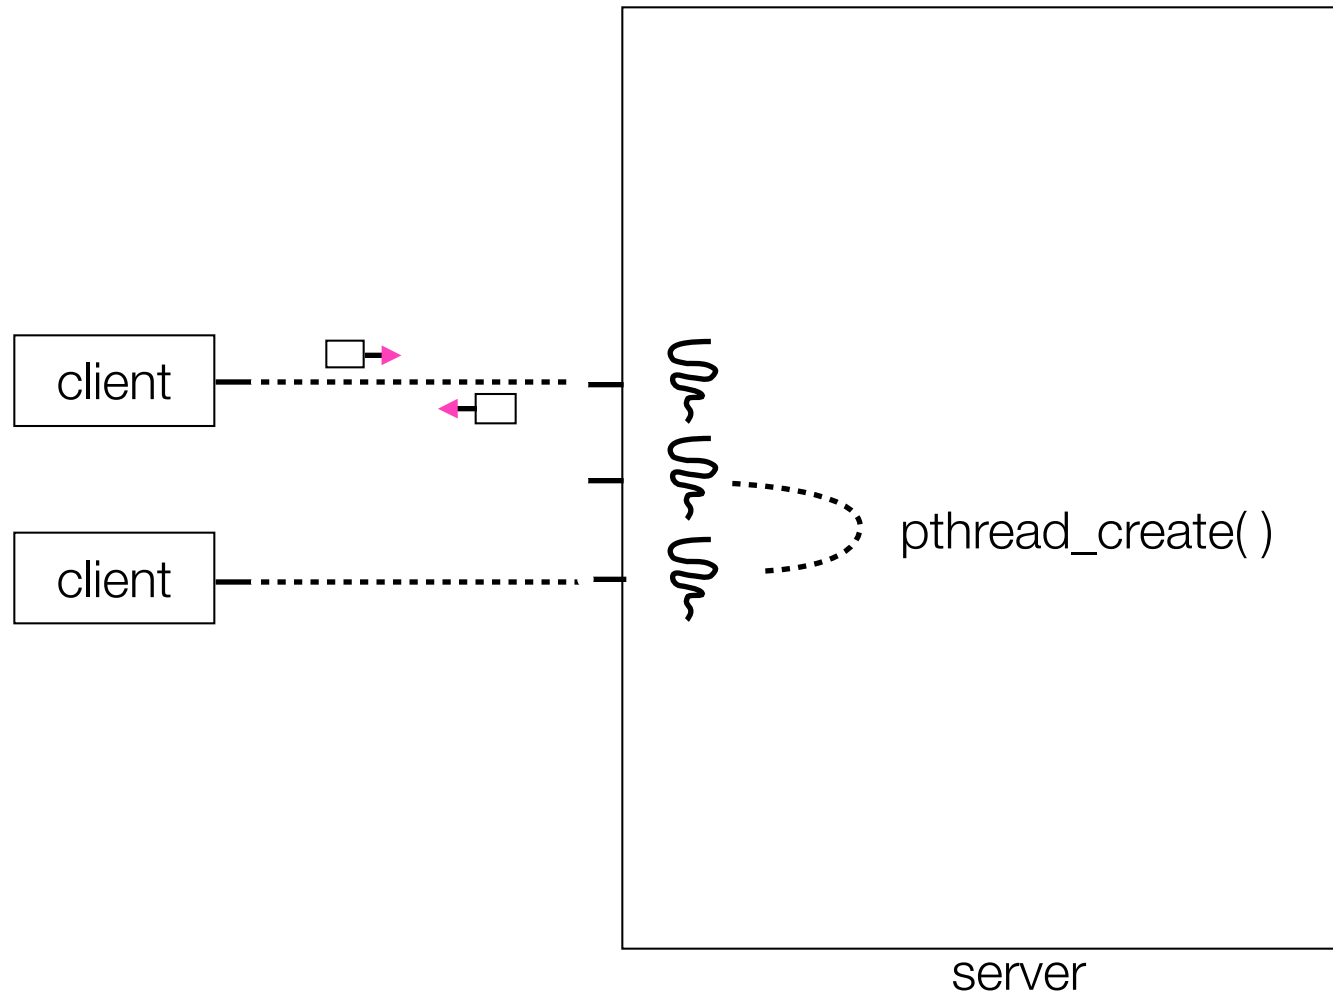 client
client
pthread_create( )
server